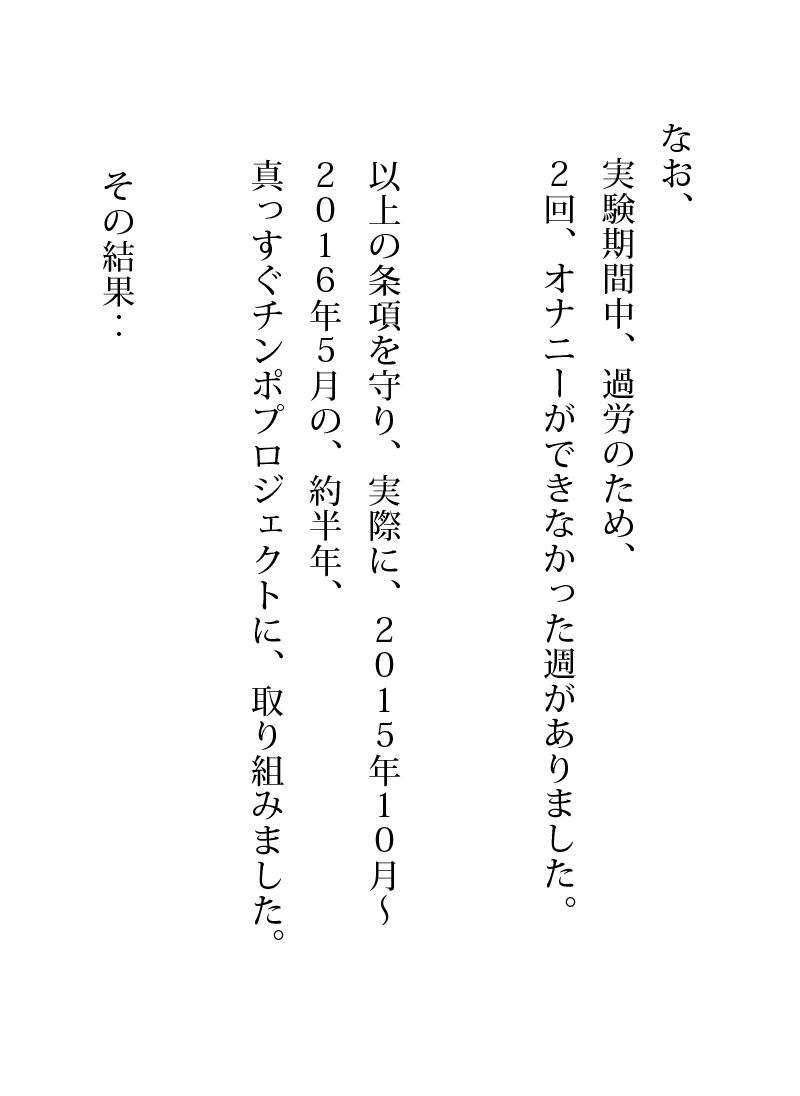 なお、
実験期間中、過労のため、
２回、オナニーができなかった週がありました。
以上の条項を守り、実際に、２０１５年１０月～
２０１６年５月の、約半年、
真っすぐチンポプロジェクトに、取り組みました。
その結果‥